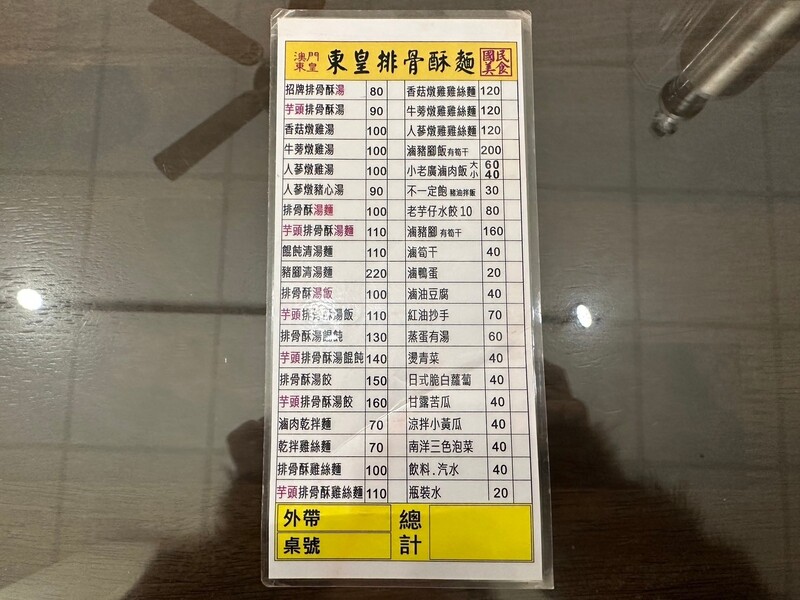 澳門
東皇
東皇排骨酥麵
國民
美食
招牌排骨酥湯 80
芋頭排骨酥湯 90
香菇燉雞湯 100
牛蒡燉雞湯 100
人蔘燉雞湯 100
人蔘燉豬心湯 90
排骨酥湯麵 100
芋頭排骨酥湯麵 110
餛飩清湯麵 110
豬腳清湯麵 220
排骨酥湯飯 100
芋頭排骨酥湯飯 110
排骨酥湯餛飩 130
芋頭排骨酥湯餛飩 140
排骨酥湯餃 150
芋頭排骨酥湯餃 160
滷肉乾拌麵 70
乾拌雞絲麵 70
排骨酥雞絲麵 100
芋頭排骨酥雞絲麵 110
香菇燉雞雞絲麵 120
牛蒡燉雞雞絲麵 120
人蔘燉雞雞絲麵 120
滷豬腳飯 有筍干 200
小老廣滷肉飯 大 60 小 40
不一定飽 豬油拌飯 30
老芋仔水餃10 80
滷豬腳 有筍干 160
滷筍干 40
滷鴨蛋 20
滷油豆腐 40
紅油抄手 70
蒸蛋有湯 60
燙青菜 40
日式脆白蘿蔔 40
甘露苦瓜 40
涼拌小黃瓜 40
南洋三色泡菜 40
飲料.汽水 40
瓶裝水 20
外帶
桌號
總計